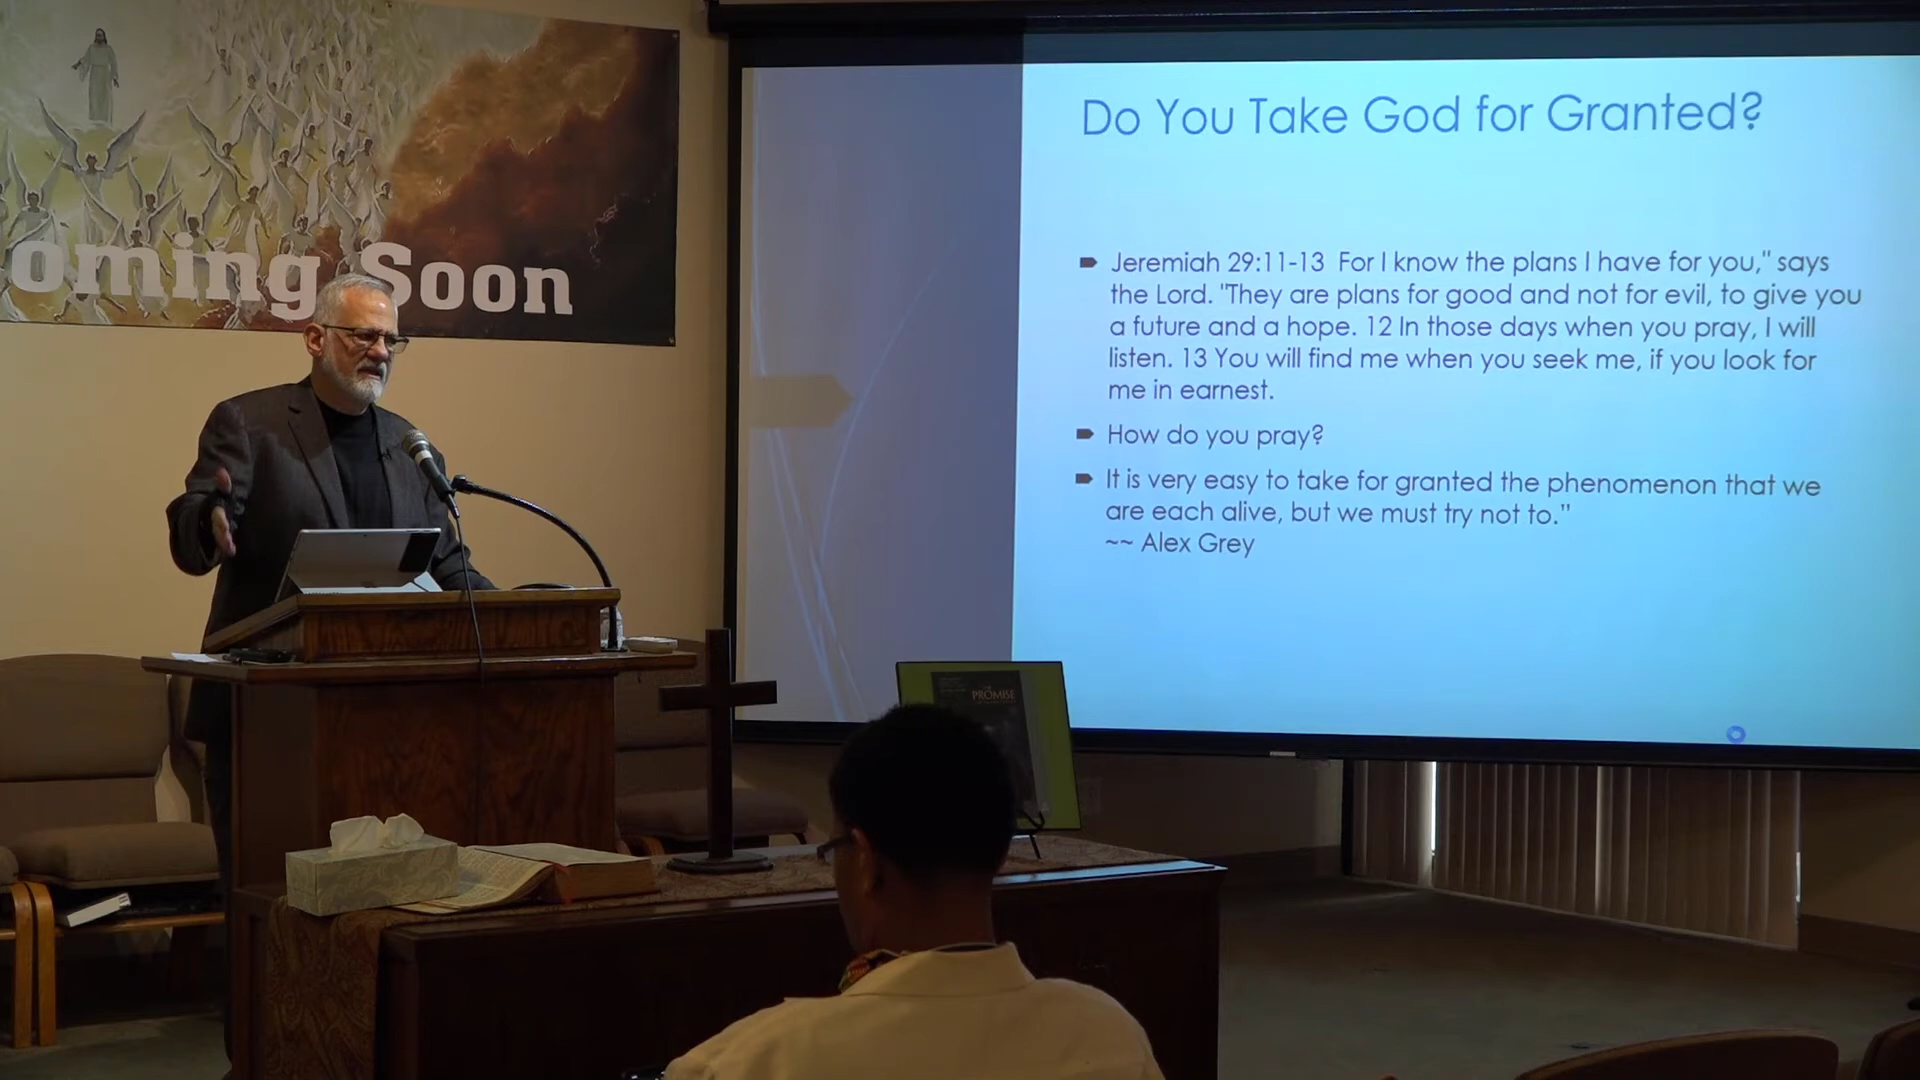 oming Soon
Do You Take God for Granted?
Jeremiah 29:11-13 For I know the plans I have for you," says
the Lord. "They are plans for good and not for evil, to give you
a future and a hope. 12 In those days when you pray, I will
listen. 13 You will find me when you seek me, if you look for
me in earnest.
How do you pray?
It is very easy to take for granted the phenomenon that we
are each alive, but we must try not to."
~~ Alex Grey
PROMISE